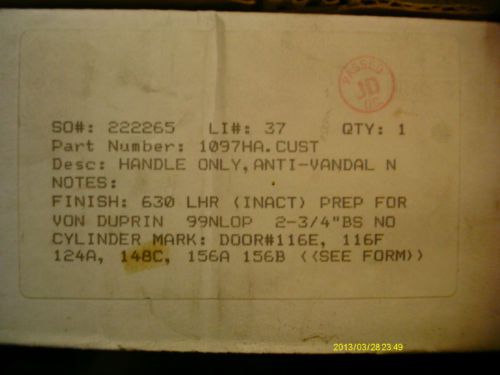 PASSED
JD
05
SO#: 222265 LI#: 37 QTY: 1
Part Number: 1097HA.CUST
Desc: HANDLE ONLY,ANTI-VANDAL N
NOTES:
FINISH: 630 LHR (INACT) PREP FOR
VON DUPRIN 99NLOP 2-3/4"BS NO
CYLINDER MARK: DOOR#116E, 116F
124A, 148C, 156A 156B ((SEE FORM))
2013/03/28 23:49